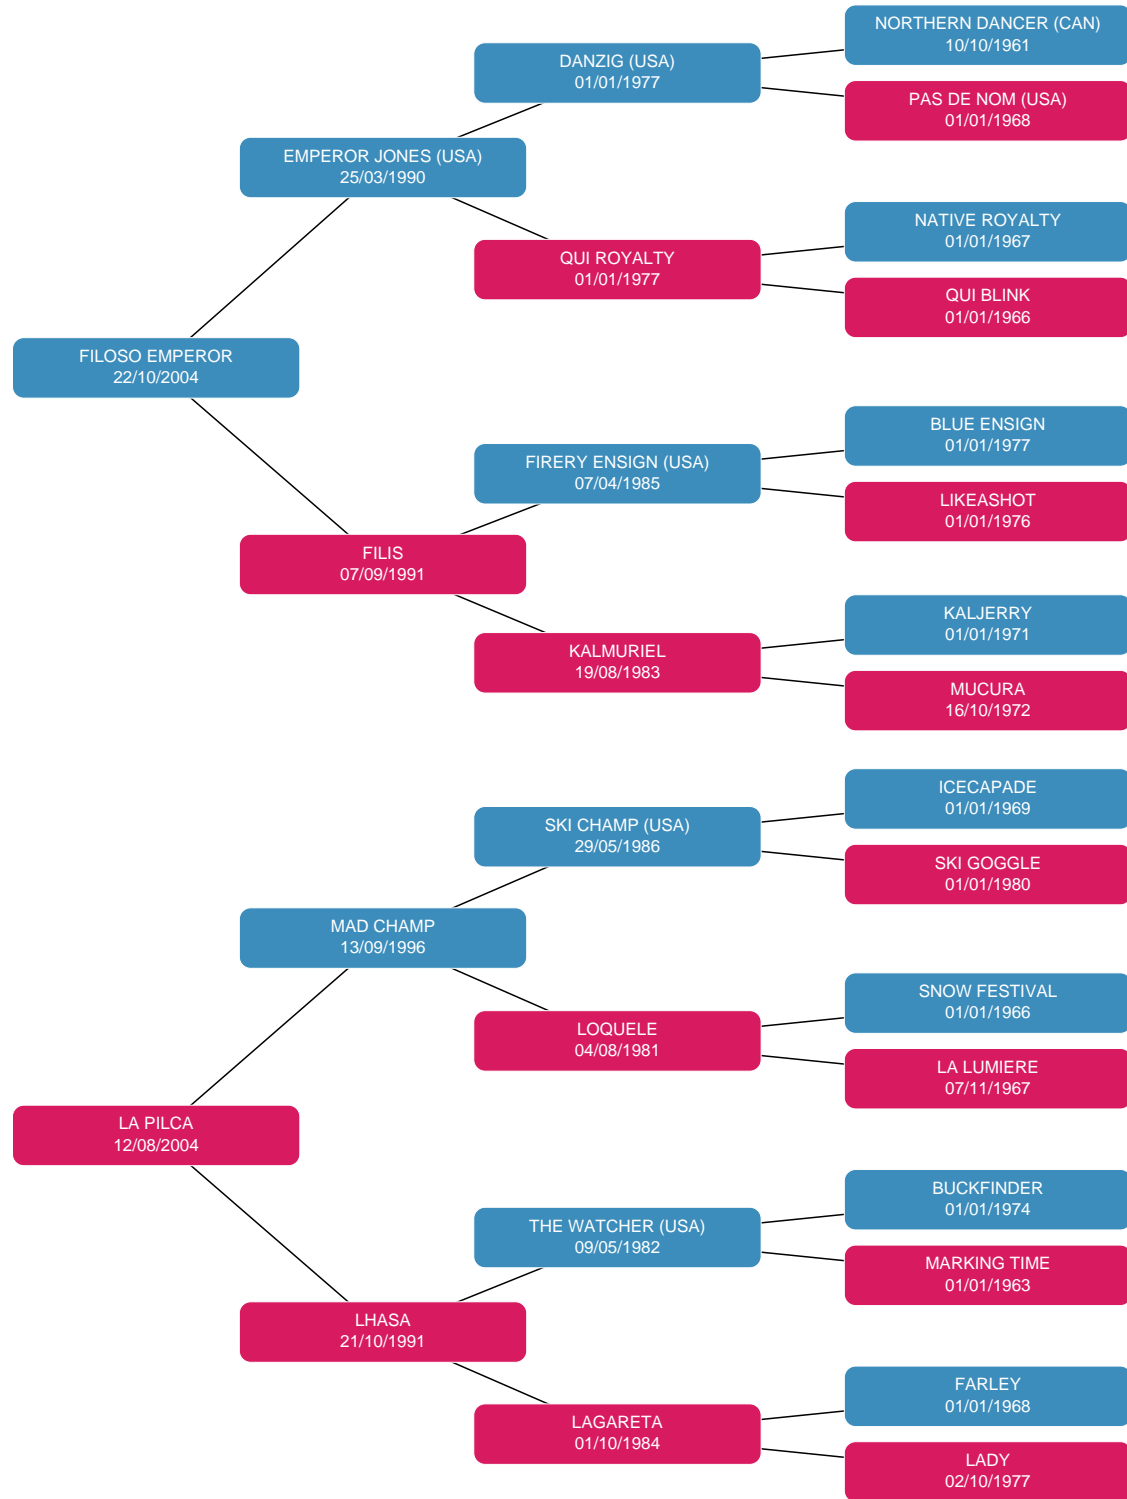 NORTHERN DANCER (CAN)
10/10/1961
DANZIG (USA)
01/01/1977
PAS DE NOM (USA)
01/01/1968
EMPEROR JONES (USA)
25/03/1990
NATIVE ROYALTY
01/01/1967
QUI ROYALTY
01/01/1977
QUI BLINK
01/01/1966
FILOSO EMPEROR
22/10/2004
BLUE ENSIGN
01/01/1977
FIRERY ENSIGN (USA)
07/04/1985
LIKEASHOT
01/01/1976
FILIS
07/09/1991
KALJERRY
01/01/1971
KALMURIEL
19/08/1983
MUCURA
16/10/1972
ICECAPADE
01/01/1969
SKI CHAMP (USA)
29/05/1986
SKI GOGGLE
01/01/1980
MAD CHAMP
13/09/1996
SNOW FESTIVAL
01/01/1966
LOQUELE
04/08/1981
LA LUMIERE
07/11/1967
LA PILCA
12/08/2004
BUCKFINDER
01/01/1974
THE WATCHER (USA)
09/05/1982
MARKING TIME
01/01/1963
LHASA
21/10/1991
FARLEY
01/01/1968
LAGARETA
01/10/1984
LADY
02/10/1977